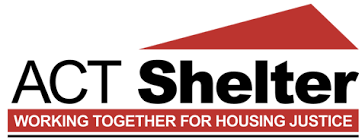 ACT Shelter
WORKING TOGETHER FOR HOUSING JUSTICE